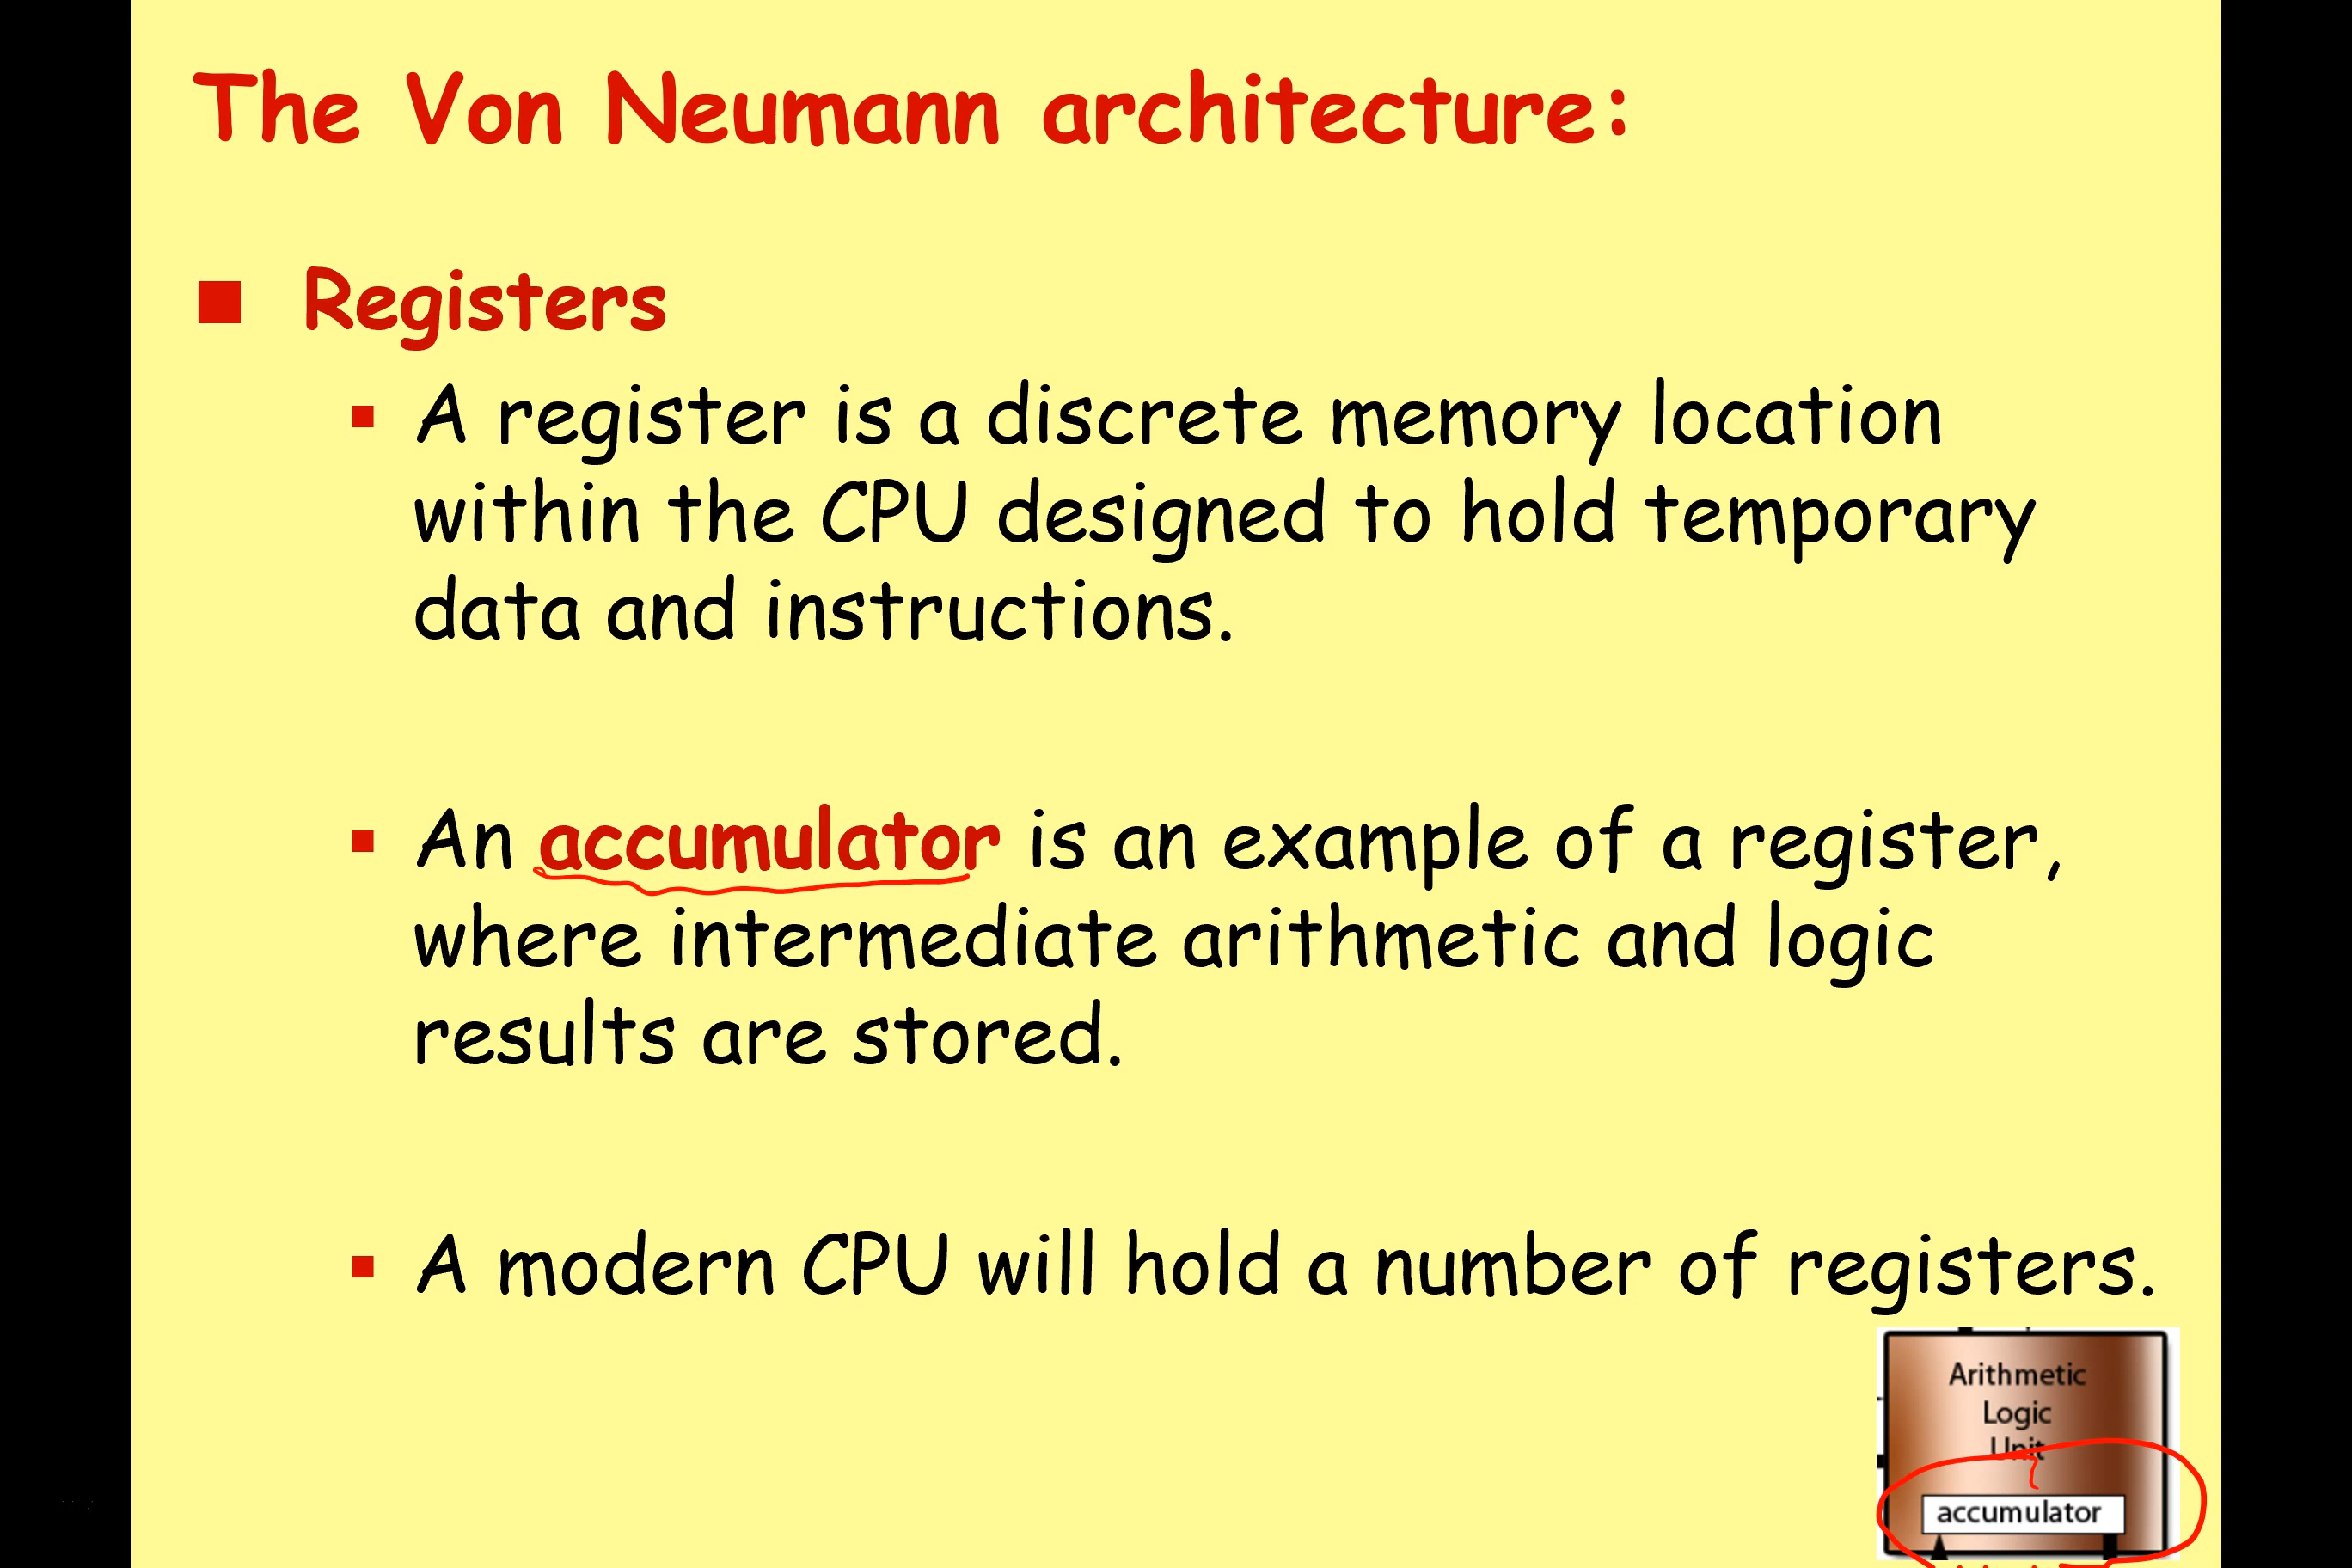 The Von Neumann architecture:
Registers
A register is a discrete memory location
within the CPU designed to hold temporary
data and instructions.
An accumulator is an example of a register,
where intermediate arithmetic and logic
results are stored.
A modern CPU will hold a number of registers.
Arithmetic
Logic
Unit
accumulator